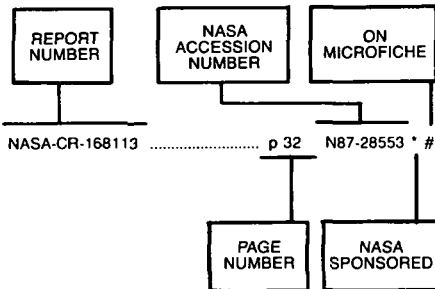 REPORT
NUMBER
NASA
ACCESSION
NUMBER
ON
MICROFICHE
NASA-CR-168113 .............................. p 32 N87-28553 * #
PAGE
NUMBER
NASA
SPONSORED